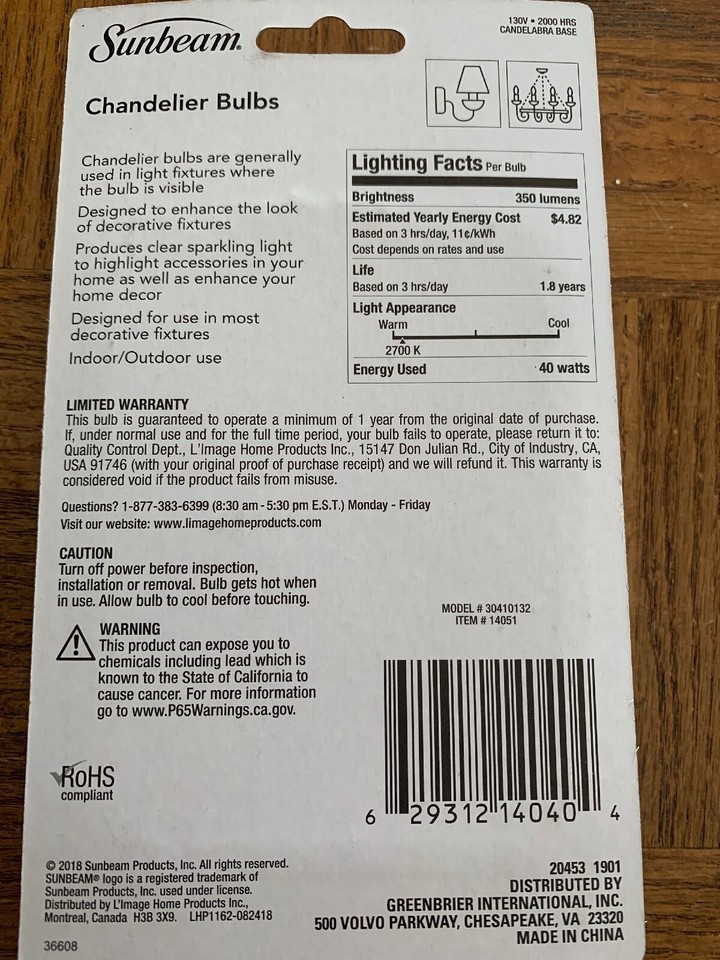 Sunbeam®
130V • 2000 HRS
CANDELABRA BASE
Chandelier Bulbs
Chandelier bulbs are generally
used in light fixtures where
the bulb is visible
Designed to enhance the look
of decorative fixtures
Produces clear sparkling light
to highlight accessories in your
home as well as enhance your
home decor
Designed for use in most
decorative fixtures
Indoor/Outdoor use
Lighting Facts Per Bulb
Brightness 350 lumens
Estimated Yearly Energy Cost $4.82
Based on 3 hrs/day, 11¢/kWh
Cost depends on rates and use
Life
Based on 3 hrs/day 1.8 years
Light Appearance
Warm Cool
2700 K
Energy Used 40 watts
LIMITED WARRANTY
This bulb is guaranteed to operate a minimum of 1 year from the original date of purchase.
If, under normal use and for the full time period, your bulb fails to operate, please return it to:
Quality Control Dept., L'Image Home Products Inc., 15147 Don Julian Rd., City of Industry, CA,
USA 91746 (with your original proof of purchase receipt) and we will refund it. This warranty is
considered void if the product fails from misuse.
Questions? 1-877-383-6399 (8:30 am - 5:30 pm E.S.T.) Monday - Friday
Visit our website: www.limagehomeproducts.com
CAUTION
Turn off power before inspection,
installation or removal. Bulb gets hot when
in use. Allow bulb to cool before touching.
WARNING
This product can expose you to
chemicals including lead which is
known to the State of California to
cause cancer. For more information
go to www.P65Warnings.ca.gov.
MODEL # 30410132
ITEM # 14051
RoHS
compliant
6 29312 14040 4
© 2018 Sunbeam Products, Inc. All rights reserved.
SUNBEAM® logo is a registered trademark of
Sunbeam Products, Inc. used under license.
Distributed by L'Image Home Products Inc.,
Montreal, Canada H3B 3X9. LHP1162-082418
36608
20453 1901
DISTRIBUTED BY
GREENBRIER INTERNATIONAL, INC.
500 VOLVO PARKWAY, CHESAPEAKE, VA 23320
MADE IN CHINA